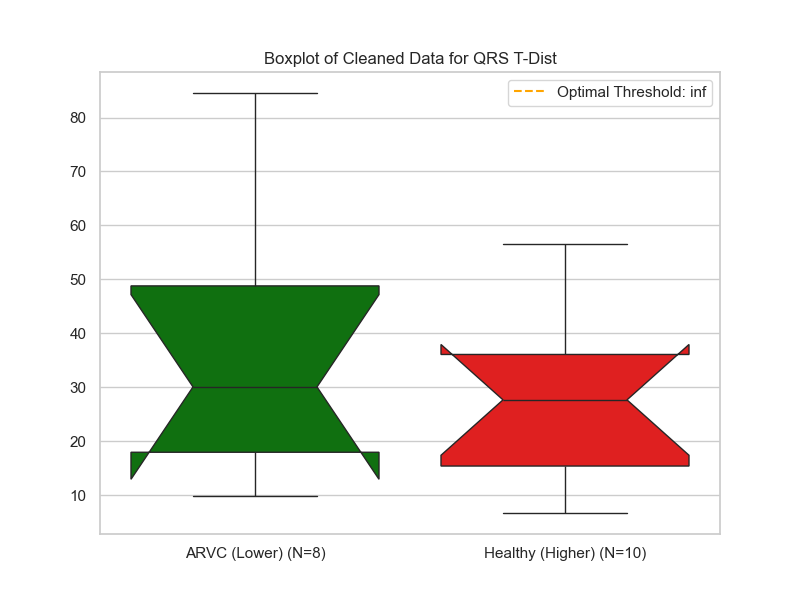 Boxplot of Cleaned Data for QRS T-Dist
Optimal Threshold: inf
80
70
60
50
40
30
20
10
ARVC (Lower) (N=8)
Healthy (Higher) (N=10)